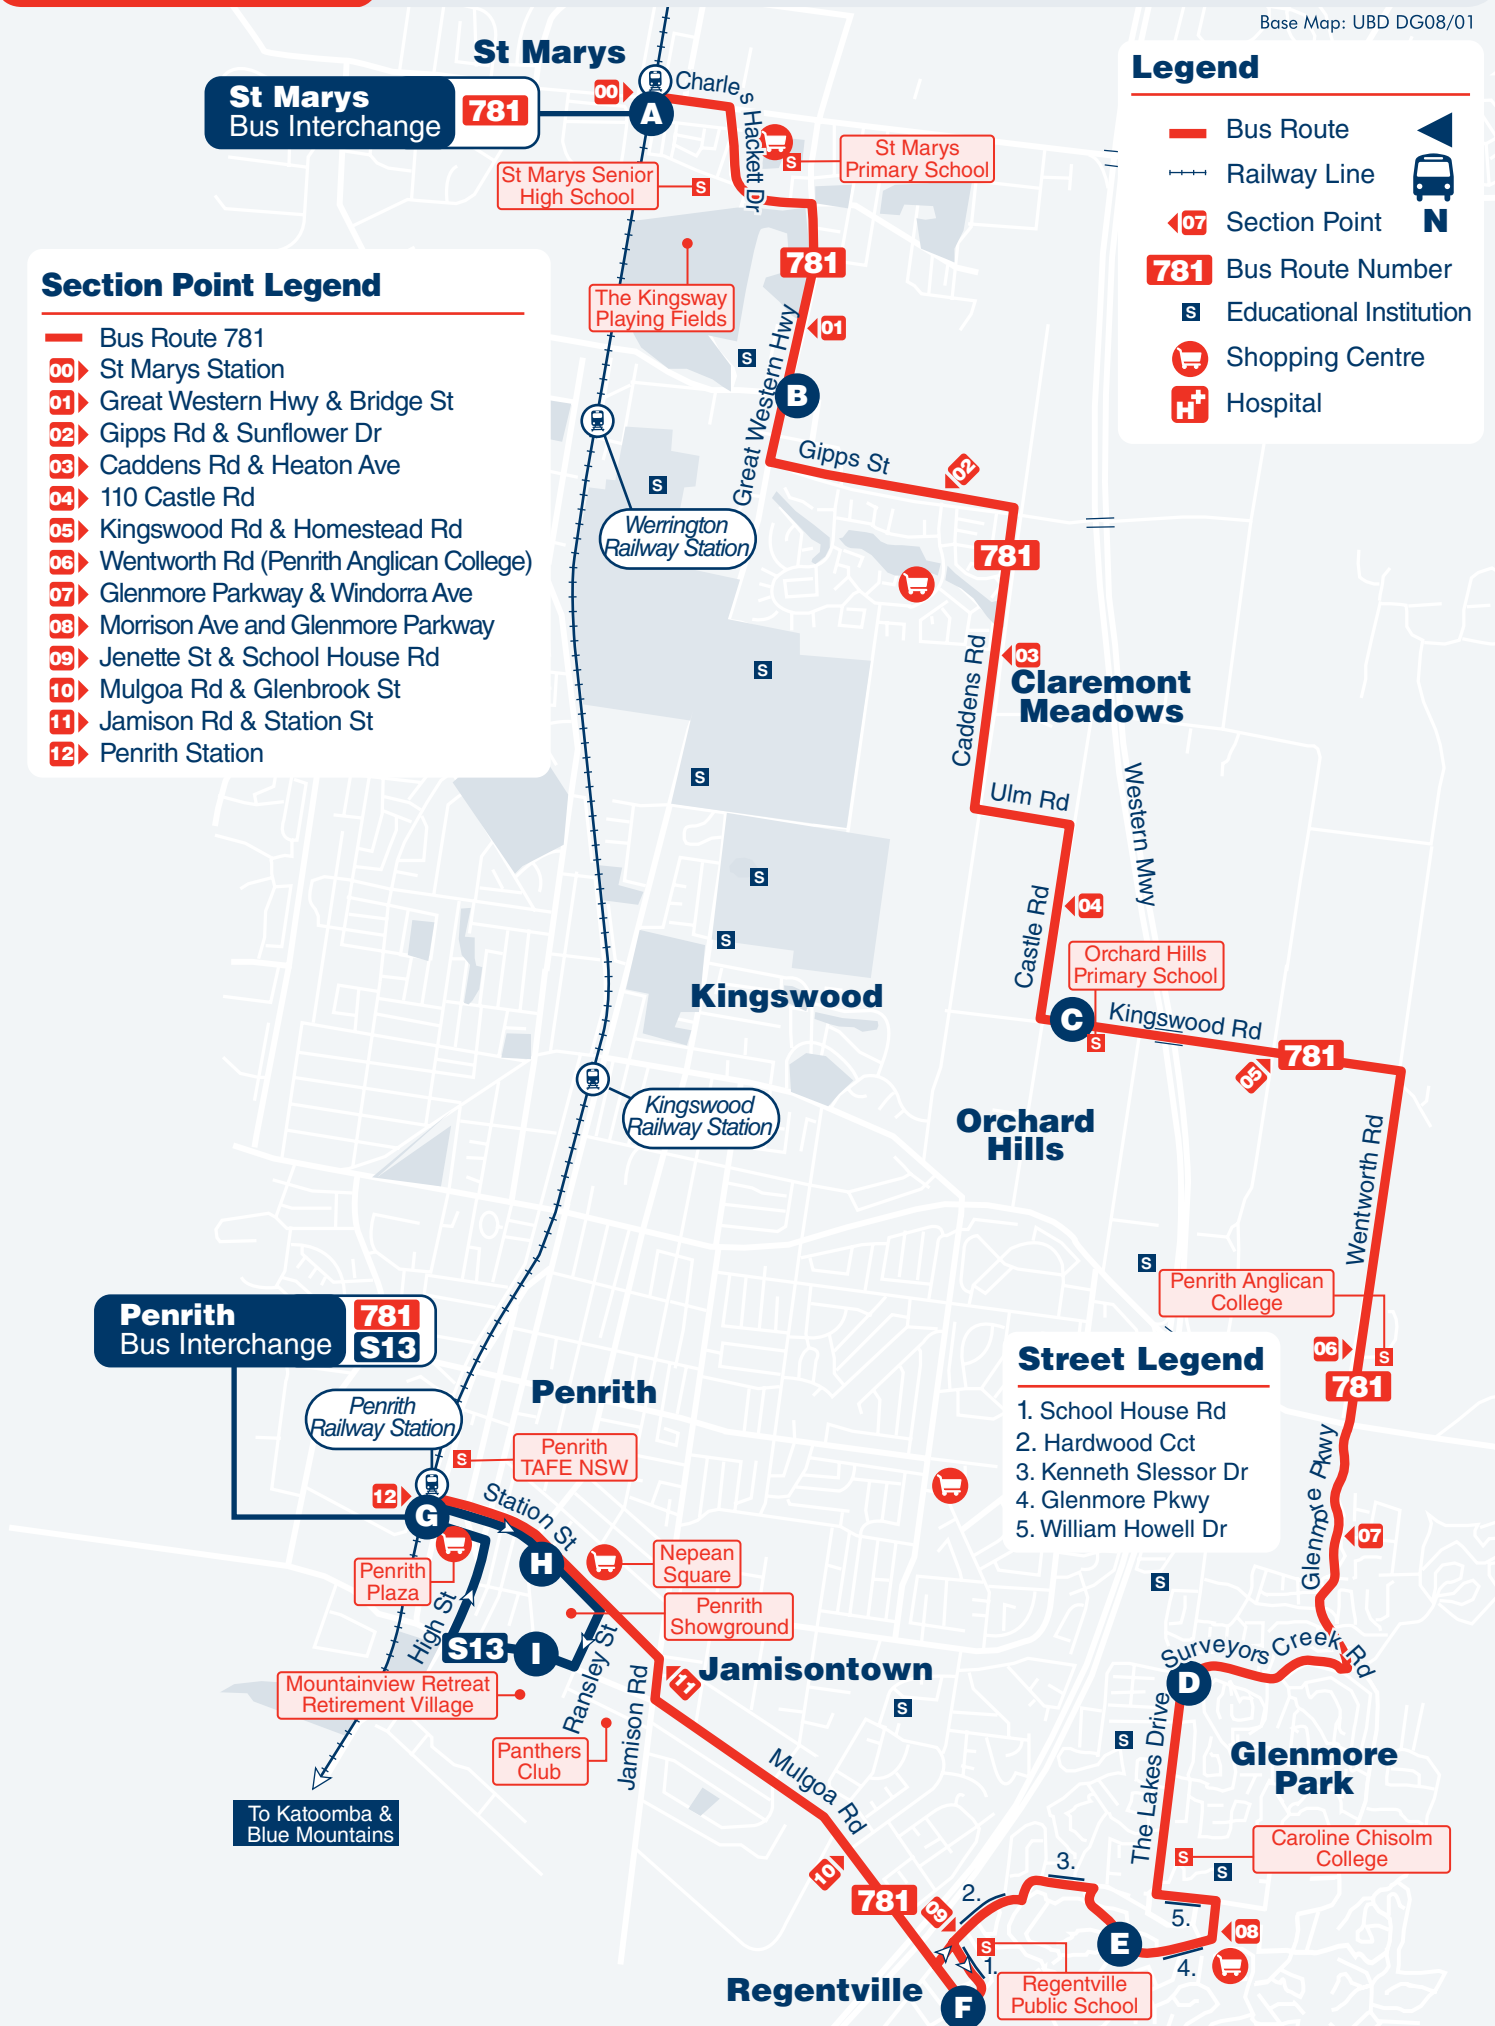 Base Map: UBD DG08/01
Legend
Bus Route
Railway Line
07 Section Point
N
781 Bus Route Number
S Educational Institution
Shopping Centre
H Hospital
St Marys
St Marys
Bus Interchange
781
00
A
Charles Hackett Dr
St Marys
Primary School
S
St Marys Senior
High School
S
781
The Kingsway
Playing Fields
01
Great Western Hwy
S
B
Section Point Legend
Bus Route 781
00 St Marys Station
01 Great Western Hwy & Bridge St
02 Gipps Rd & Sunflower Dr
03 Caddens Rd & Heaton Ave
04 110 Castle Rd
05 Kingswood Rd & Homestead Rd
06 Wentworth Rd (Penrith Anglican College)
07 Glenmore Parkway & Windorra Ave
08 Morrison Ave and Glenmore Parkway
09 Jenette St & School House Rd
10 Mulgoa Rd & Glenbrook St
11 Jamison Rd & Station St
12 Penrith Station
Gipps St
02
S
Werrington
Railway Station
781
Caddens Rd
03
Claremont
Meadows
S
S
Ulm Rd
Western Mwy
S
Castle Rd
04
S
Orchard Hills
Primary School
Kingswood
C
S
Kingswood Rd
781
05
Kingswood
Railway Station
Orchard
Hills
Wentworth Rd
S
Penrith Anglican
College
06
S
781
Penrith
Bus Interchange
781
S13
Street Legend
1. School House Rd
2. Hardwood Cct
3. Kenneth Slessor Dr
4. Glenmore Pkwy
5. William Howell Dr
Penrith
Penrith
Railway Station
S
Penrith
TAFE NSW
Glenmore Pkwy
07
12
G
Station St
H
Nepean
Square
Penrith
Plaza
Penrith
Showground
S
High St
S13
I
Ransley St
Jamison Rd
11
Jamisontown
Surveyors Creek Rd
D
Mountainview Retreat
Retirement Village
S
Panthers
Club
The Lakes Drive
S
Glenmore
Park
Mulgoa Rd
To Katoomba &
Blue Mountains
Caroline Chisolm
College
S
S
10
781
3.
2.
09
5.
08
E
4.
S
1.
Regentville
F
Regentville
Public School